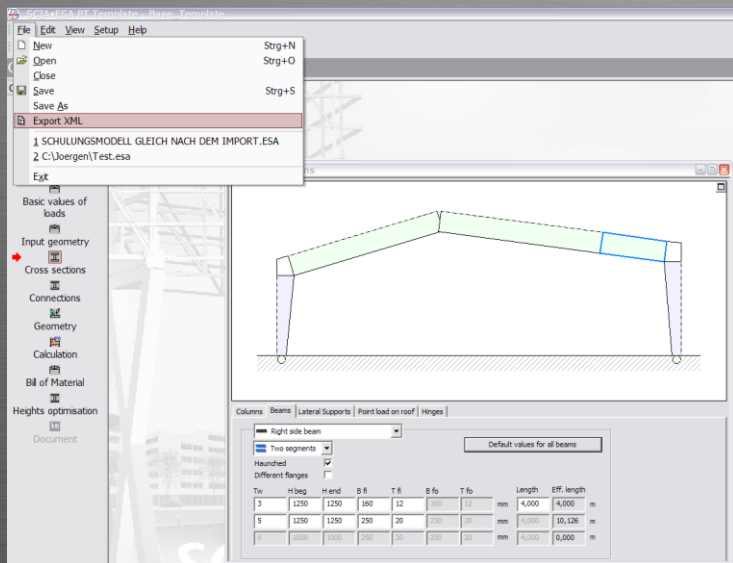 SCIA•ESA PT Template - Base_Template
File Edit View Setup Help
New Strg+N
Open Strg+O
Close
Save Strg+S
Save As
Export XML
1 SCHULUNGSMODELL GLEICH NACH DEM IMPORT.ESA
2 C:\Joergen\Test.esa
Exit
Basic values of
loads
Input geometry
Cross sections
Connections
Geometry
Calculation
Bill of Material
Heights optimisation
Document
Columns Beams Lateral Supports Point load on roof Hinges
Right side beam
Two segments Default values for all beams
Haunched
Different flanges
Tw H beg H end B fi T fi B fo T fo Length Eff. length
3 1250 1250 160 12 160 12 mm 4,000 4,000 m
5 1250 1250 250 20 250 20 mm 4,000 10,126 m
5 1000 1000 250 20 250 20 mm 4,000 0,000 m